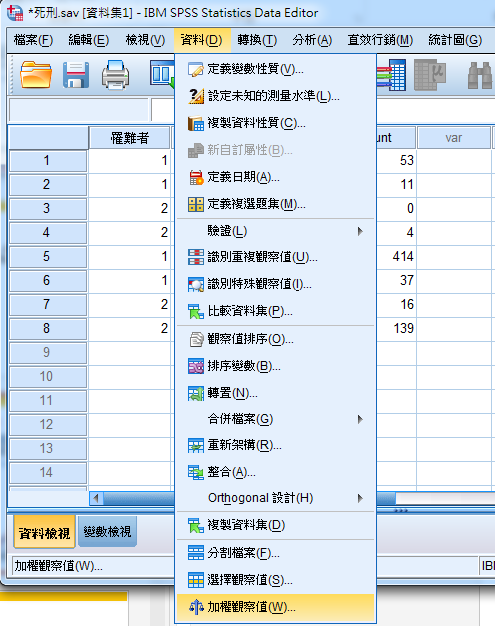 *死刑.sav [資料集1] - IBM SPSS Statistics Data Editor
檔案(F) 編輯(E) 檢視(V) 資料(D) 轉換(T) 分析(A) 直效行銷(M) 統計圖(G)
定義變數性質(V)...
設定未知的測量水準(L)...
複製資料性質(C)...
新自訂屬性(B)...
定義日期(A)...
定義複選題集(M)...
驗證(L)
識別重複觀察值(U)...
識別特殊觀察值(I)...
比較資料集(P)...
觀察值排序(O)...
排序變數(B)...
轉置(N)...
合併檔案(G)
重新架構(R)...
整合(A)...
Orthogonal 設計(H)
複製資料集(D)
分割檔案(F)...
選擇觀察值(S)...
加權觀察值(W)...
罹難者 unt var
1 1 53
2 1 11
3 2 0
4 2 4
5 1 414
6 1 37
7 2 16
8 2 139
9
10
11
12
13
14
資料檢視 變數檢視
加權觀察值(W)... IB